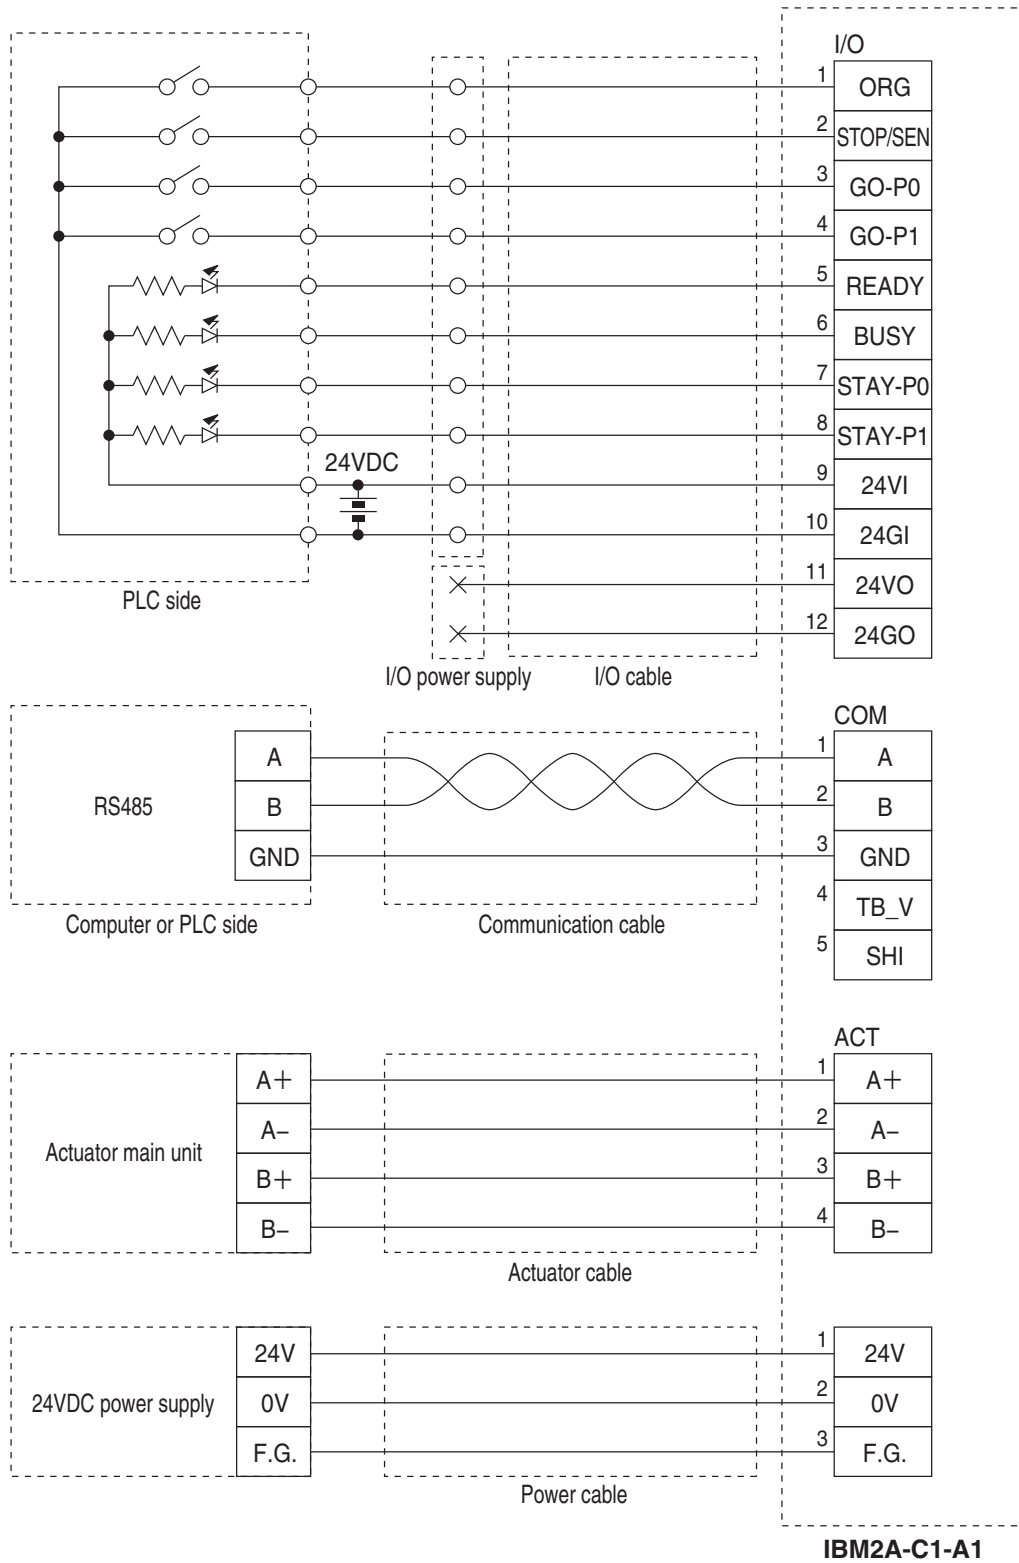 I/O
1 ORG
2 STOP/SEN
3 GO-P0
4 GO-P1
5 READY
6 BUSY
7 STAY-P0
8 STAY-P1
24VDC
9 24VI
10 24GI
11 24VO
12 24GO
PLC side
I/O power supply
I/O cable
COM
RS485
A
B
GND
1 A
2 B
3 GND
4 TB_V
5 SHI
Computer or PLC side
Communication cable
ACT
Actuator main unit
A+
A-
B+
B-
1 A+
2 A-
3 B+
4 B-
Actuator cable
24VDC power supply
24V
0V
F.G.
1 24V
2 0V
3 F.G.
Power cable
IBM2A-C1-A1